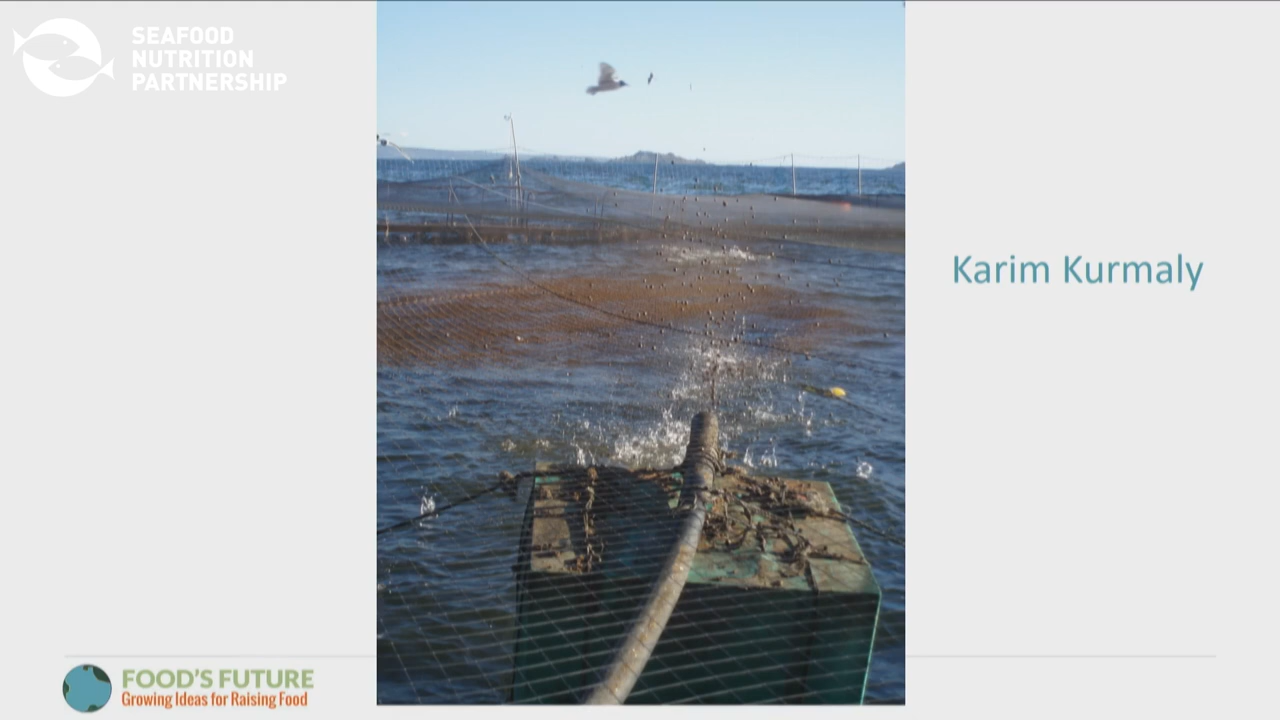 SEAFOOD
NUTRITION
PARTNERSHIP
Karim Kurmaly
FOOD'S FUTURE
Growing Ideas for Raising Food